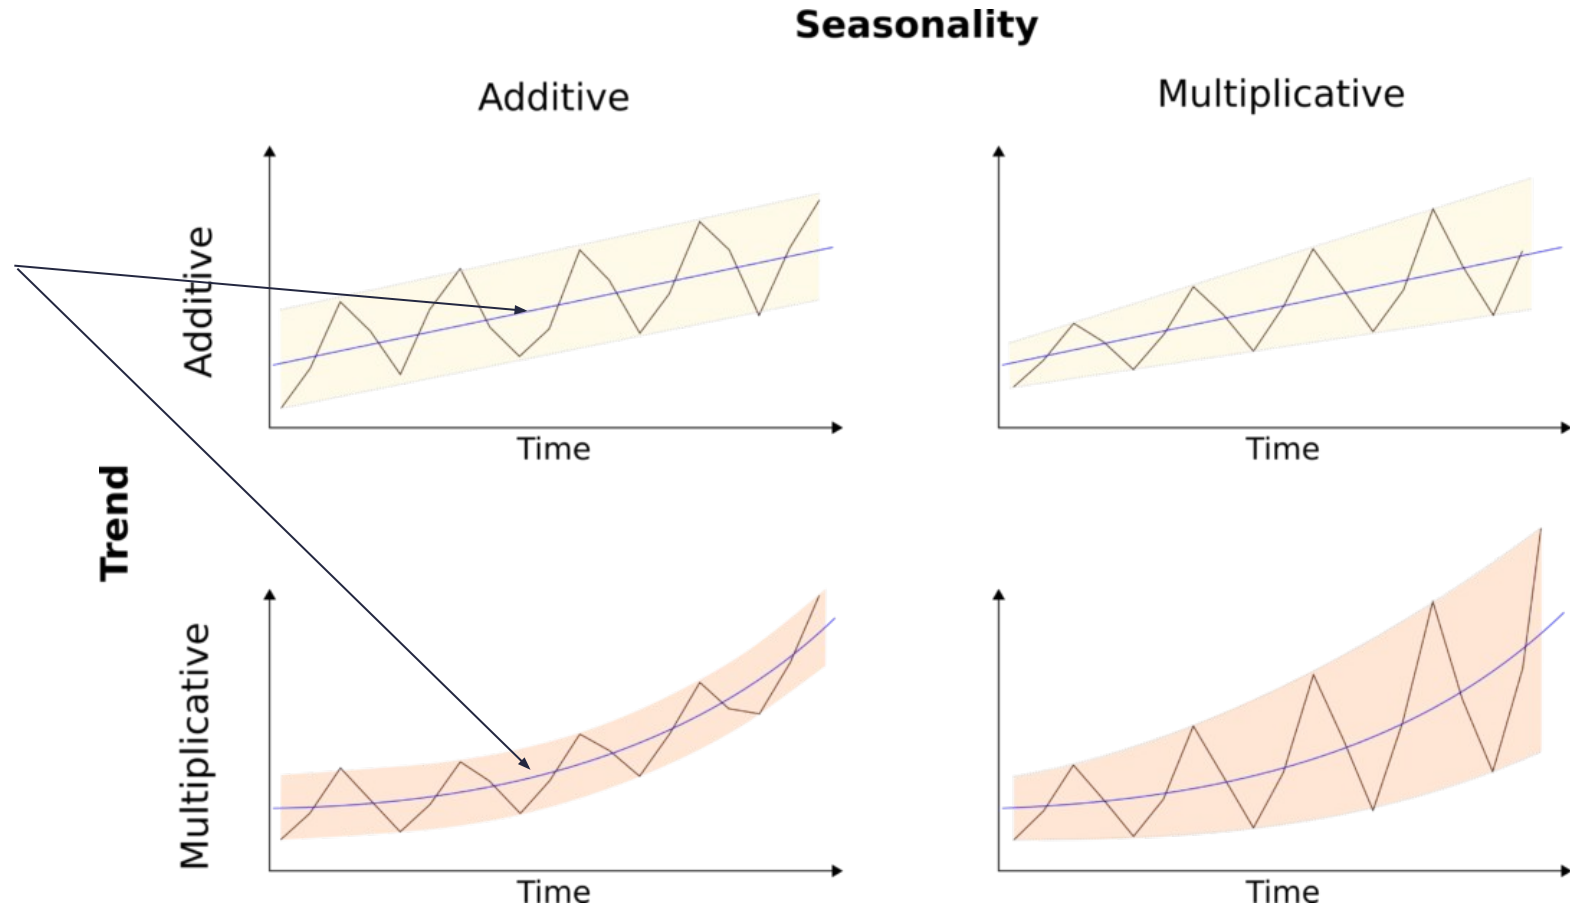 Seasonality
Additive
Multiplicative
Trend
Additive
Time
Time
Multiplicative
Time
Time